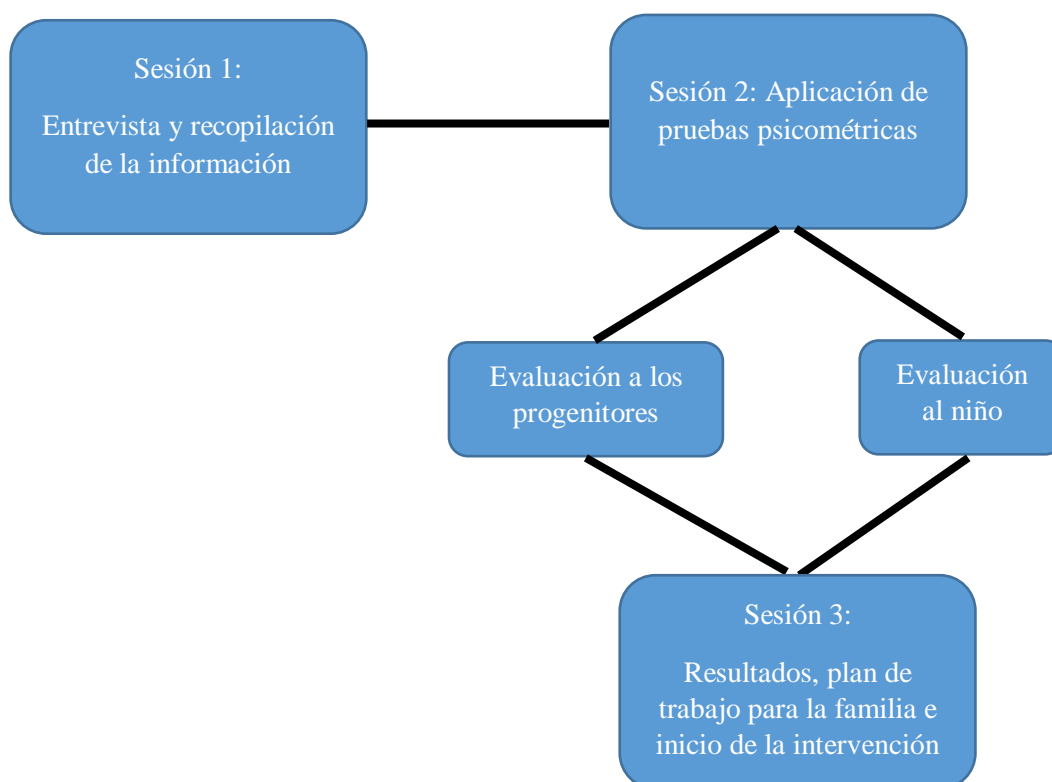 Sesión 1:
Entrevista y recopilación
de la información
Sesión 2: Aplicación de
pruebas psicométricas
Evaluación a los
progenitores
Evaluación
al niño
Sesión 3:
Resultados, plan de
trabajo para la familia e
inicio de la intervención